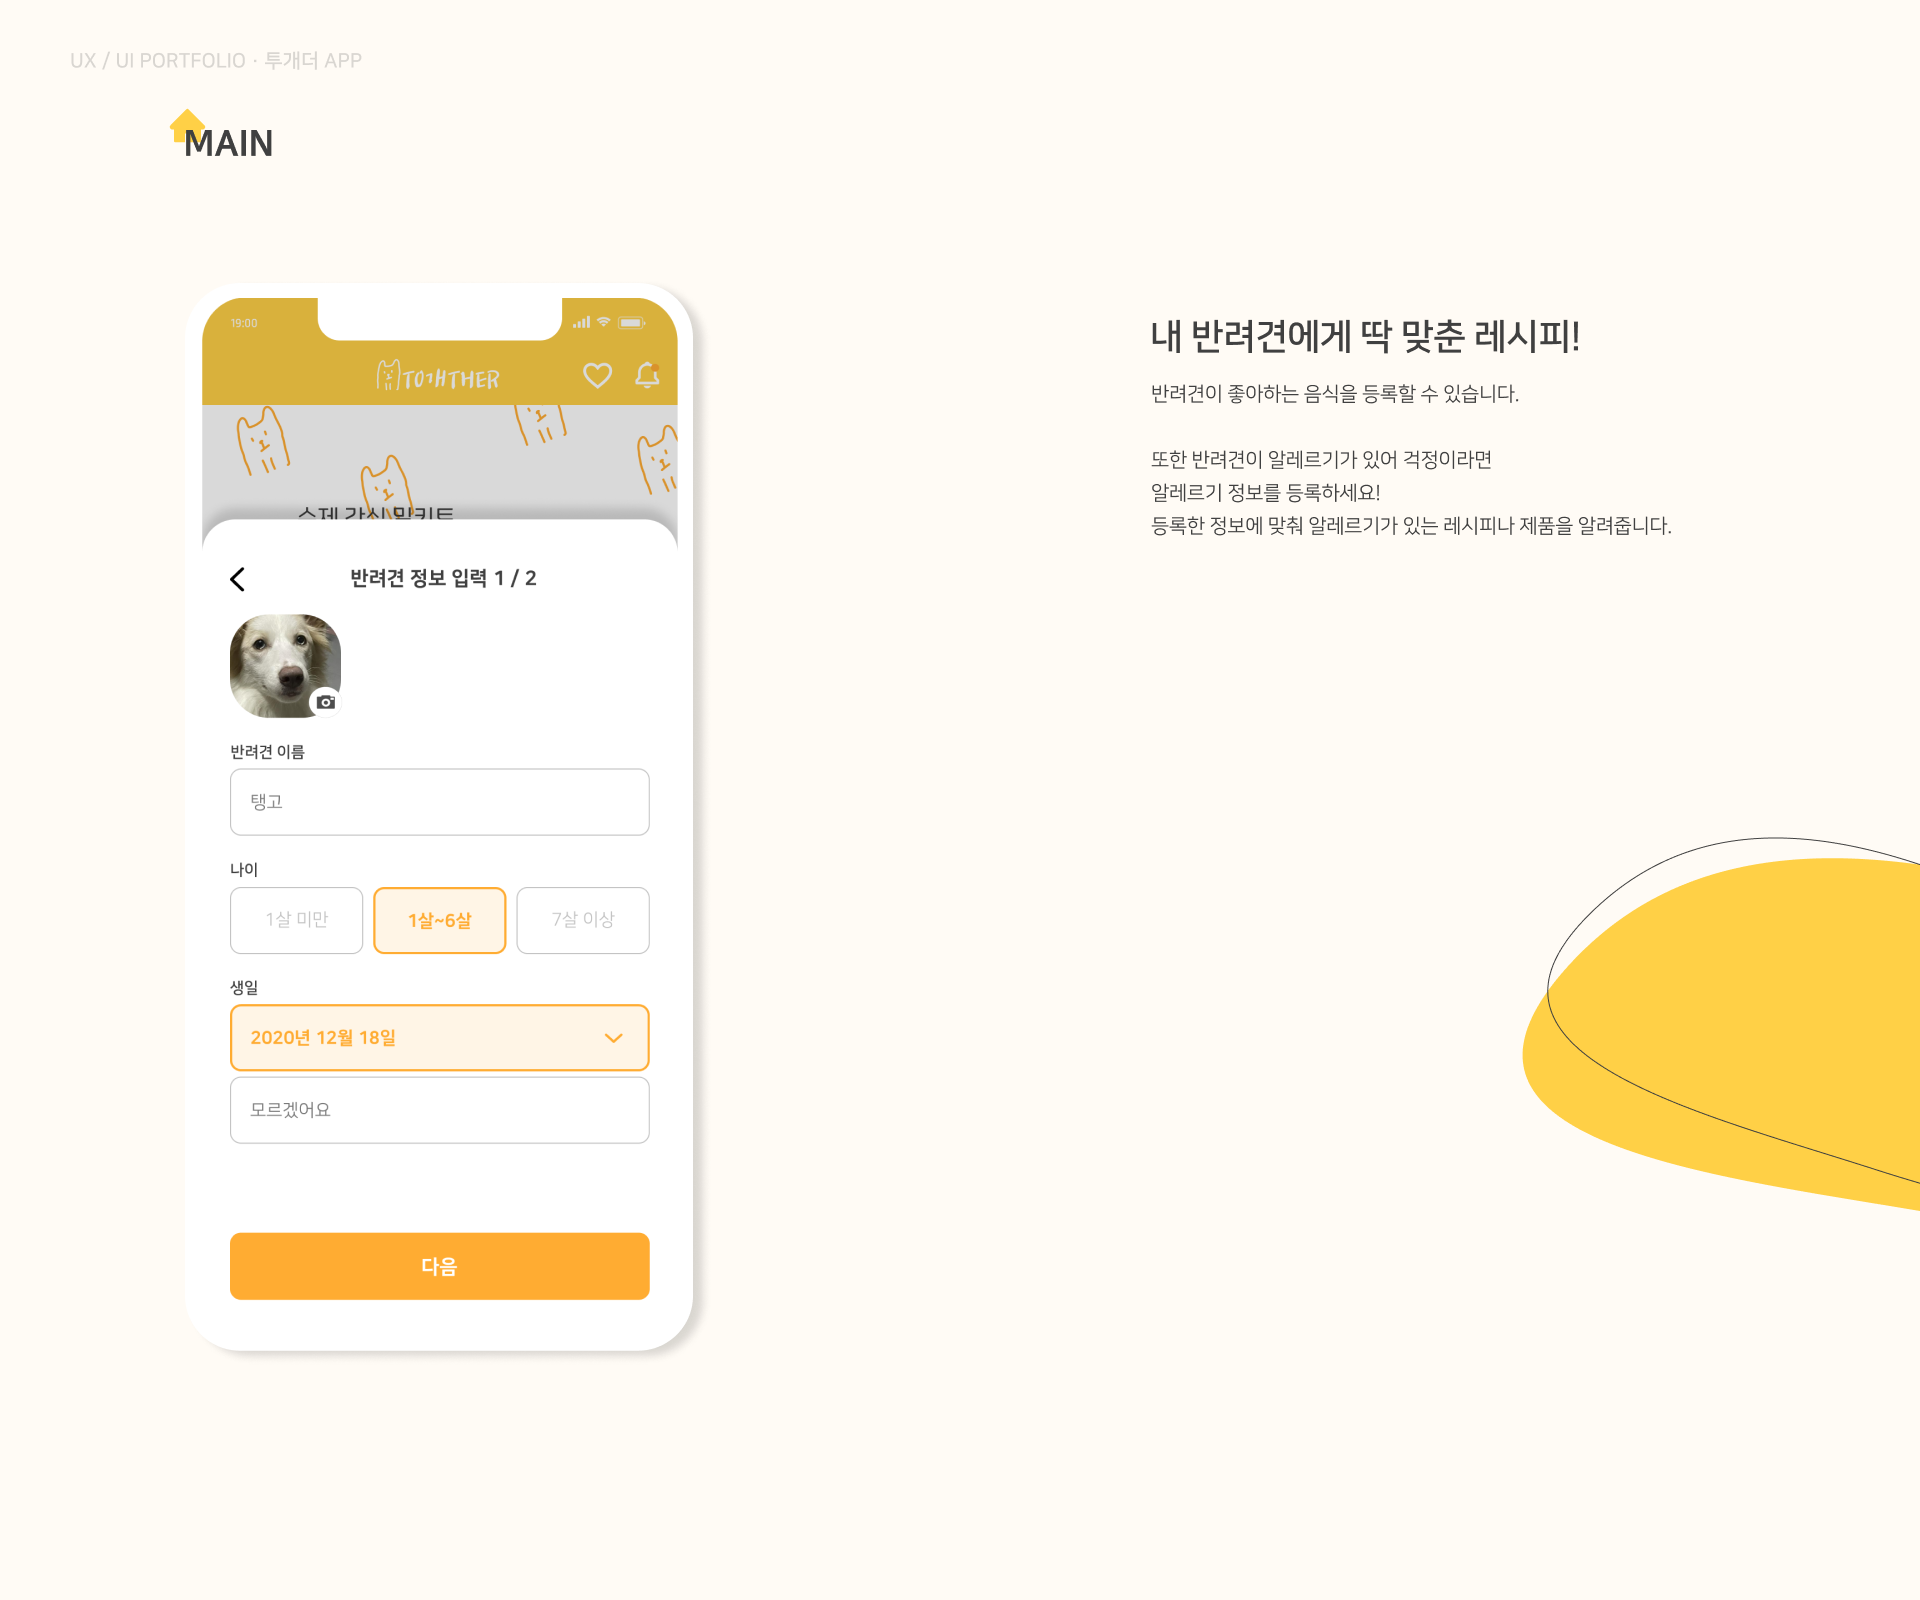 UX / UI PORTFOLIO · 투개더 APP
MAIN
19:00
내 반려견에게 딱 맞춘 레시피!
반려견이 좋아하는 음식을 등록할 수 있습니다.
또한 반려견이 알레르기가 있어 걱정이라면
알레르기 정보를 등록하세요!
등록한 정보에 맞춰 알레르기가 있는 레시피나 제품을 알려줍니다.
수제 간식 밀키트
반려견 정보 입력 1 / 2
반려견 이름
탱고
나이
1살 미만
1살~6살
7살 이상
생일
2020년 12월 18일
모르겠어요
다음